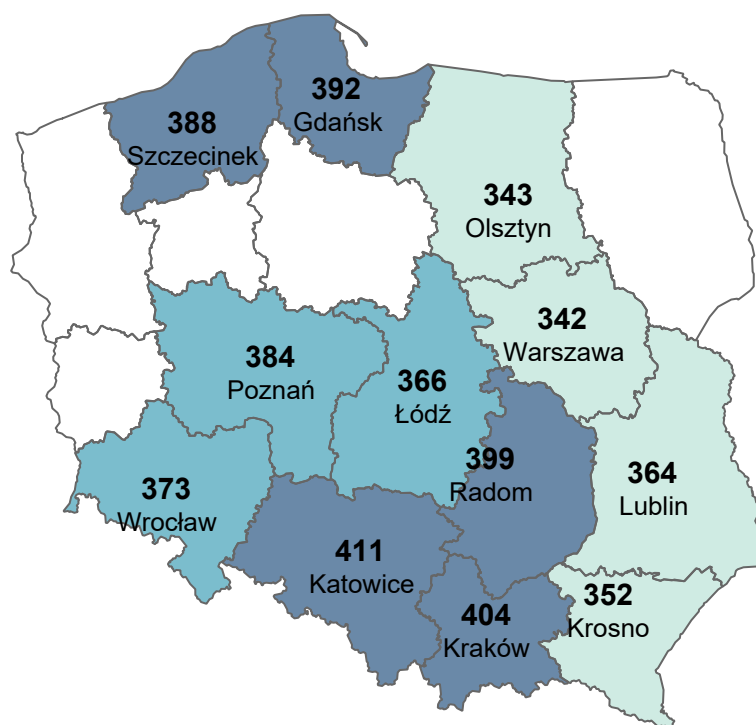 392
Gdańsk
388
Szczecinek
343
Olsztyn
342
Warszawa
384
Poznań
366
Łódź
399
Radom
364
Lublin
373
Wrocław
411
Katowice
352
Krosno
404
Kraków